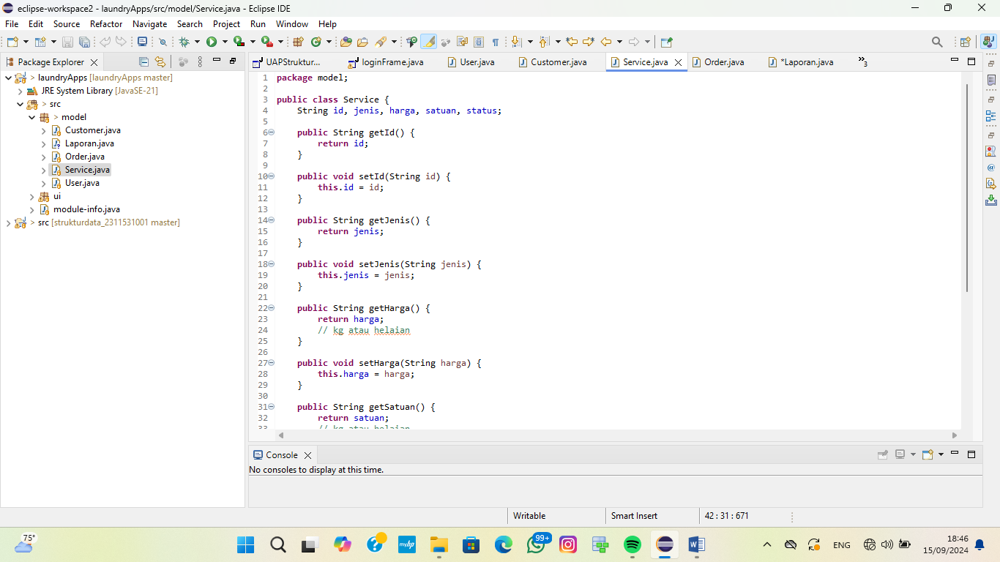 eclipse-workspace2 - laundryApps/src/model/Service.java - Eclipse IDE
File Edit Source Refactor Navigate Search Project Run Window Help
Package Explorer
UAPStruktur... loginFrame.java User.java Customer.java Service.java Order.java *Laporan.java »3
> laundryApps [laundryApps master]
JRE System Library [JavaSE-21]
> src
> model
Customer.java
Laporan.java
Order.java
Service.java
User.java
ui
module-info.java
> src [strukturdata_2311531001 master]
1 package model;
2
3 public class Service {
4     String id, jenis, harga, satuan, status;
5
6     public String getId() {
7         return id;
8     }
9
10     public void setId(String id) {
11         this.id = id;
12     }
13
14     public String getJenis() {
15         return jenis;
16     }
17
18     public void setJenis(String jenis) {
19         this.jenis = jenis;
20     }
21
22     public String getHarga() {
23         return harga;
24         // kg atau helaian
25     }
26
27     public void setHarga(String harga) {
28         this.harga = harga;
29     }
30
31     public String getSatuan() {
32         return satuan;
33         // kg atau helaian
Console
No consoles to display at this time.
Writable Smart Insert 42 : 31 : 671
75°
myhp
99+
ENG
18:46
15/09/2024